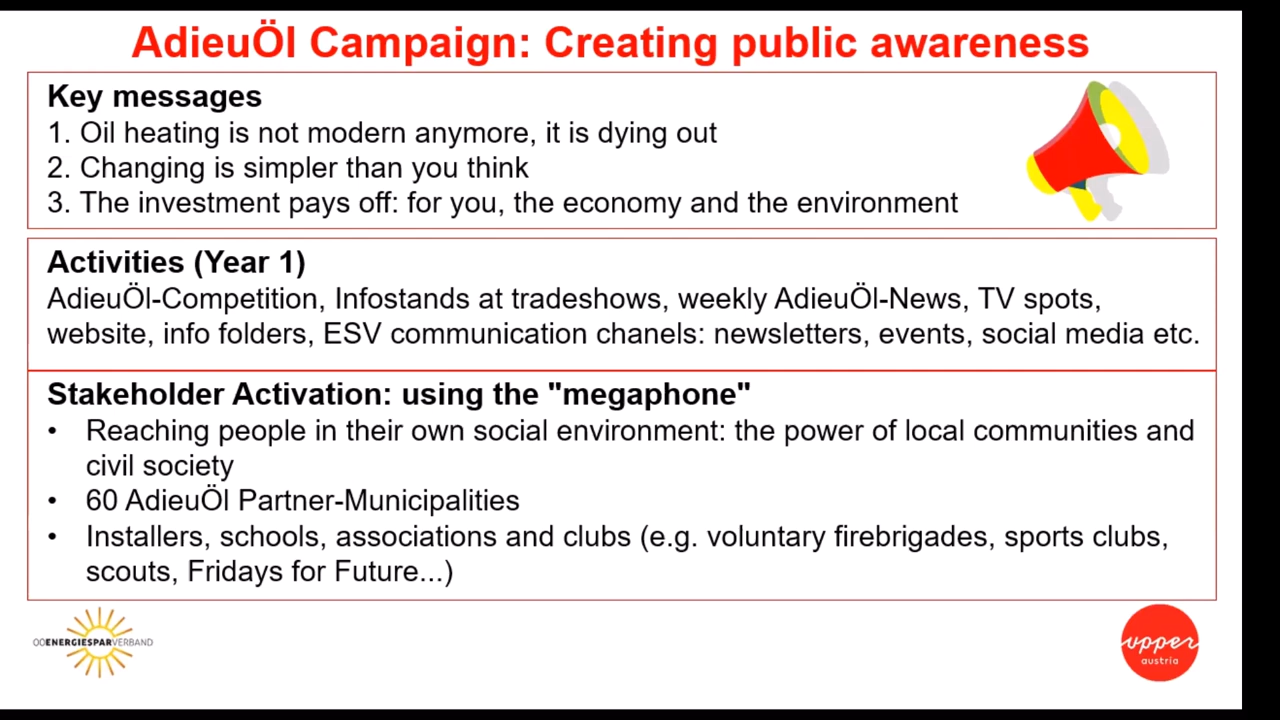 AdieuÖl Campaign: Creating public awareness
Key messages
1. Oil heating is not modern anymore, it is dying out
2. Changing is simpler than you think
3. The investment pays off: for you, the economy and the environment
Activities (Year 1)
AdieuÖl-Competition, Infostands at tradeshows, weekly AdieuÖl-News, TV spots,
website, info folders, ESV communication chanels: newsletters, events, social media etc.
Stakeholder Activation: using the "megaphone"
• Reaching people in their own social environment: the power of local communities and
civil society
• 60 AdieuÖl Partner-Municipalities
• Installers, schools, associations and clubs (e.g. voluntary firebrigades, sports clubs,
scouts, Fridays for Future...)
OÖENERGIESPARVERBAND
upper
austria